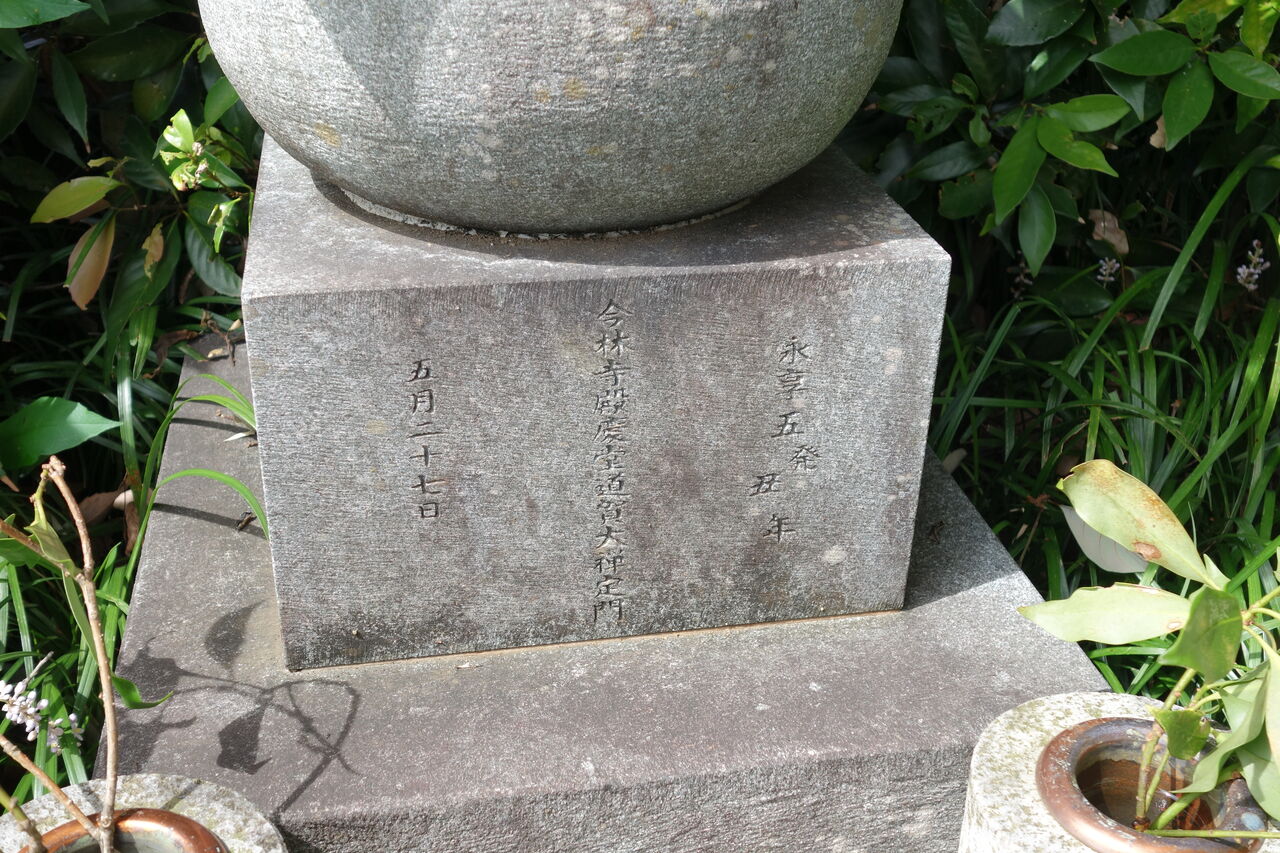 永享五癸丑年
今林寺殿慶堂道賀大禅定門
五月二十七日